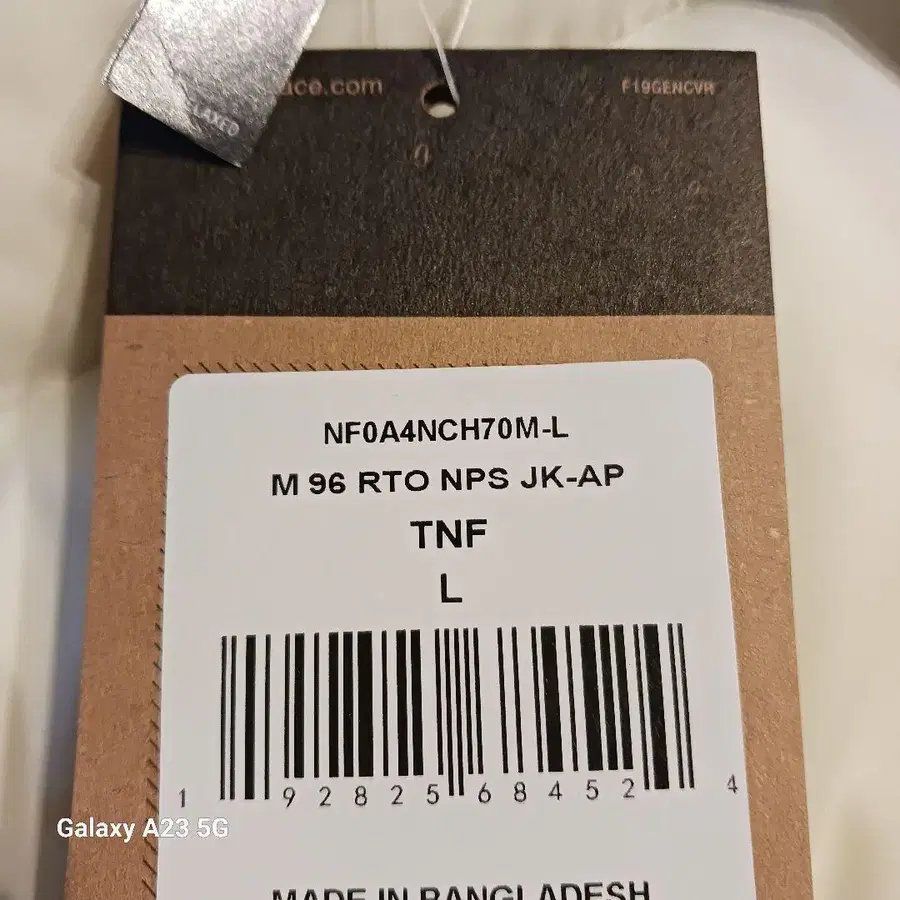 ace.com
F19GENCVR
NF0A4NCH70M-L
M 96 RTO NPS JK-AP
TNF
L
1 92825 68452 4
MADE IN BANGLADESH
Galaxy A23 5G